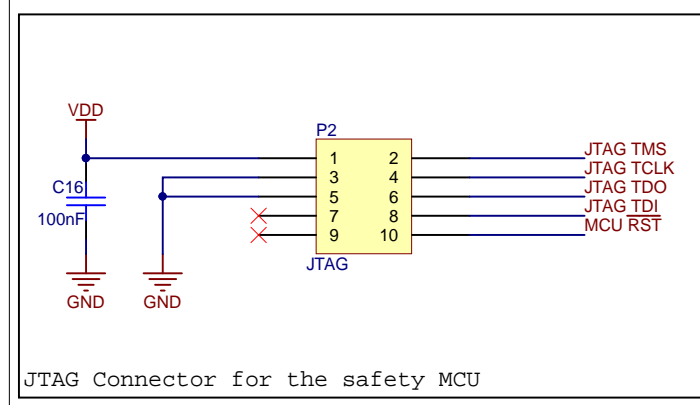 VDD
P2
1 2 JTAG TMS
3 4 JTAG TCLK
C16 5 6 JTAG TDO
100nF 7 8 JTAG TDI
9 10 MCU RST
JTAG
GND GND
JTAG Connector for the safety MCU